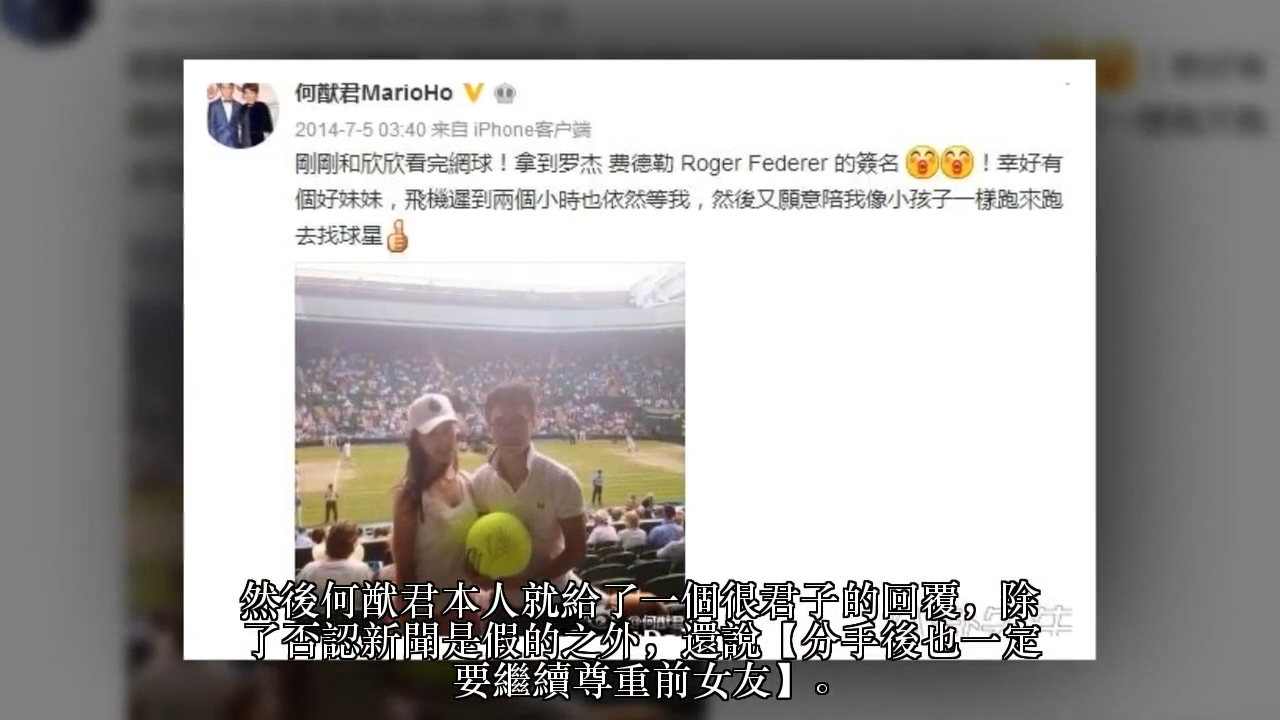 何猷君MarioHo
2014-7-5 03:40 来自 iPhone客户端
剛剛和欣欣看完網球！拿到罗杰 费德勒 Roger Federer 的簽名！幸好有
個好妹妹，飛機遲到兩個小時也依然等我，然後又願意陪我像小孩子一樣跑來跑
去找球星
然後何猷君本人就給了一個很君子的回覆，除
了否認新聞是假的之外，還說【分手後也一定
要繼續尊重前女友】。